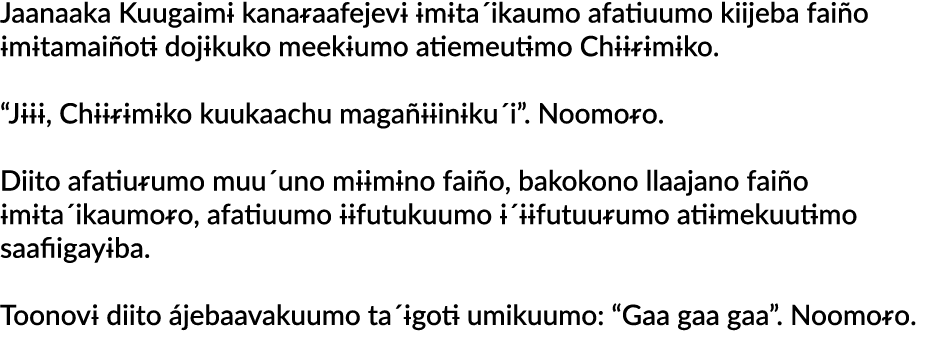 Jaanaaka Kuugaimɨ kanaɍaafejevɨ ɨmɨta´ikaumo afatiuumo kiijeba faiño
ɨmɨtamaiñotɨ dojɨkuko meekɨumo atiemeutɨmo Chɨɨɍɨmɨko.
“Jɨɨɨ, Chɨɨɍɨmɨko kuukaachu magañɨɨinɨku´i”. Noomoɍo.
Diito afatiuɍumo muu´uno mɨɨmɨno faiño, bakokono llaajano faiño
ɨmɨta´ikaumoɍo, afatiuumo ɨɨfutukuumo ɨ´ɨɨfutuuɍumo atiɨmekuutɨmo
saafiigayɨba.
Toonovɨ diito ájebaavakuumo ta´ɨgotɨ umikuumo: “Gaa gaa gaa”. Noomoɍo.